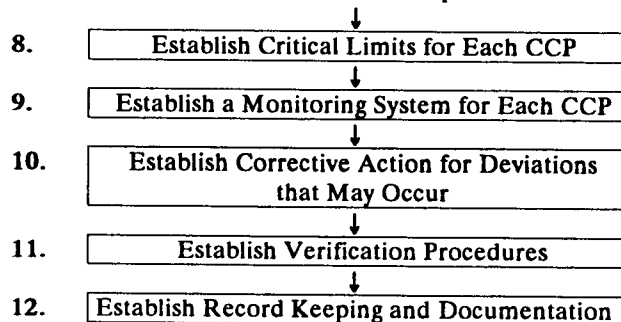 8. Establish Critical Limits for Each CCP
9. Establish a Monitoring System for Each CCP
10. Establish Corrective Action for Deviations
that May Occur
11. Establish Verification Procedures
12. Establish Record Keeping and Documentation